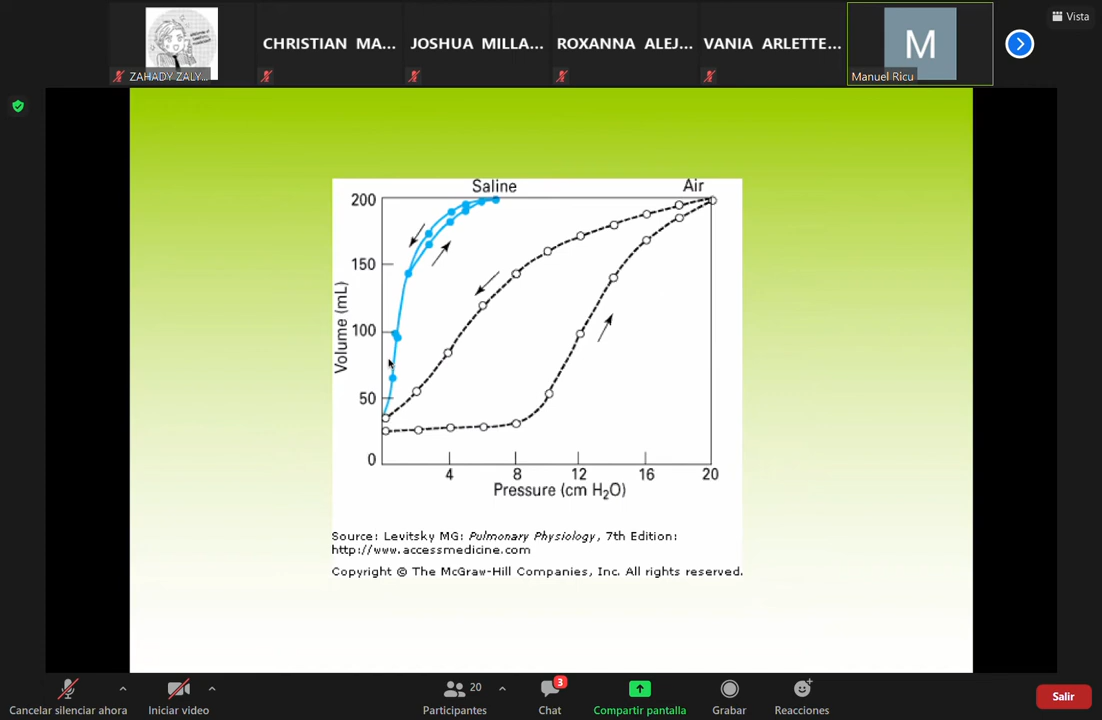 Vista
ZAHADY ZALY...
CHRISTIAN MA...
JOSHUA MILLA...
ROXANNA ALEJ...
VANIA ARLETTE...
M
Manuel Ricu
Saline
Air
200
150
100
50
0
Volume (mL)
4
8
12
16
20
Pressure (cm H₂O)
Source: Levitsky MG: Pulmonary Physiology, 7th Edition:
http://www.accessmedicine.com
Copyright © The McGraw-Hill Companies, Inc. All rights reserved.
Cancelar silenciar ahora
Iniciar video
20
Participantes
3
Chat
Compartir pantalla
Grabar
Reacciones
Salir